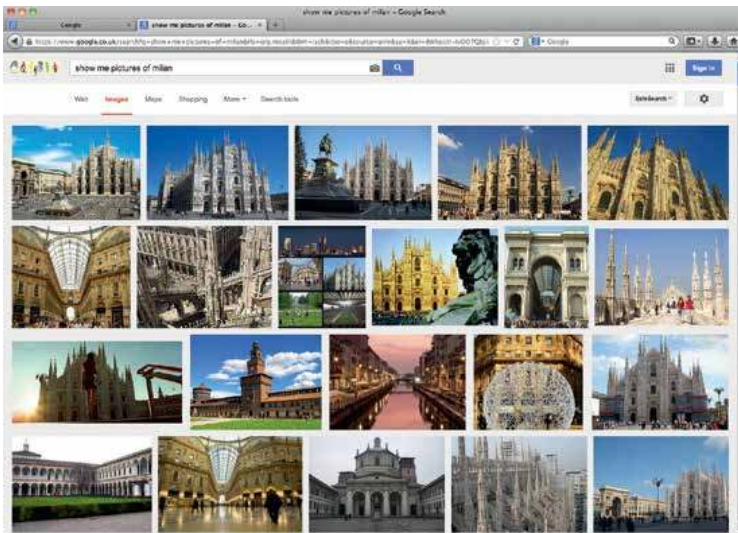 show me pictures of milan – Google Search
Google
show me pictures of milan – Go...
Google
show me pictures of milan
Sign in
Web Images Maps Shopping More Search tools
SafeSearch